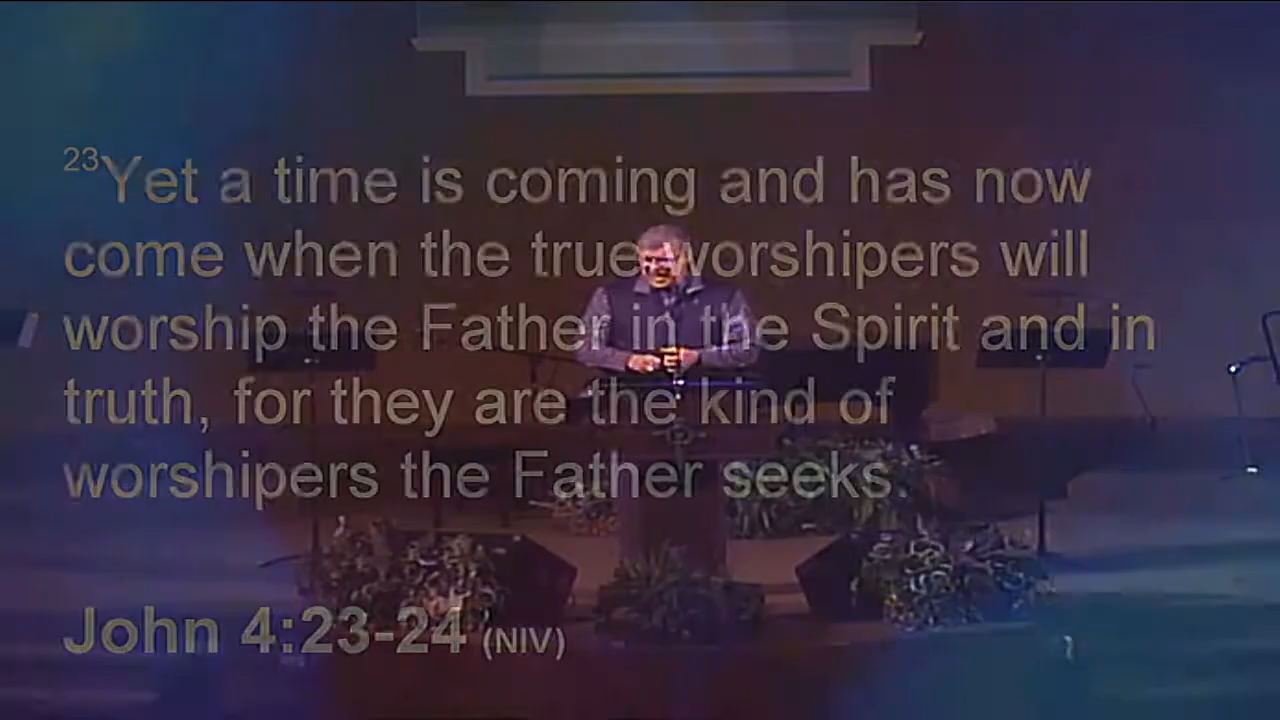 23Yet a time is coming and has now
come when the true worshipers will
worship the Father in the Spirit and in
truth, for they are the kind of
worshipers the Father seeks.
John 4:23-24 (NIV)